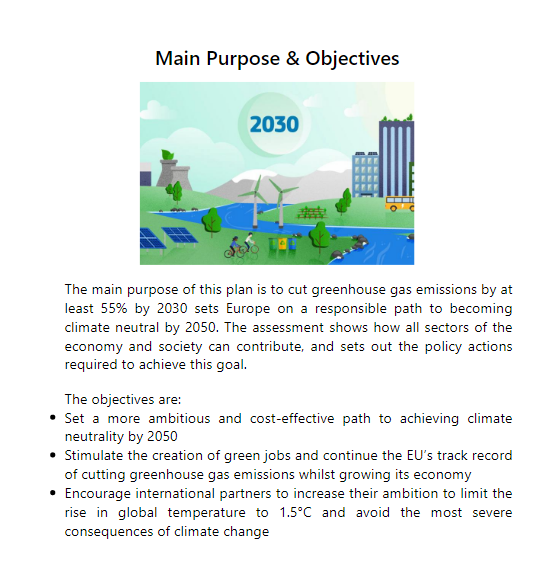 Main Purpose & Objectives
2030
The main purpose of this plan is to cut greenhouse gas emissions by at
least 55% by 2030 sets Europe on a responsible path to becoming
climate neutral by 2050. The assessment shows how all sectors of the
economy and society can contribute, and sets out the policy actions
required to achieve this goal.
The objectives are:
• Set a more ambitious and cost-effective path to achieving climate
neutrality by 2050
• Stimulate the creation of green jobs and continue the EU’s track record
of cutting greenhouse gas emissions whilst growing its economy
• Encourage international partners to increase their ambition to limit the
rise in global temperature to 1.5°C and avoid the most severe
consequences of climate change